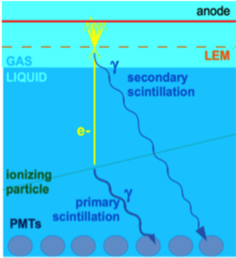 anode
LEM
GAS
LIQUID
γ
secondary
scintillation
e-
ionizing
particle
γ
primary
scintillation
PMTs